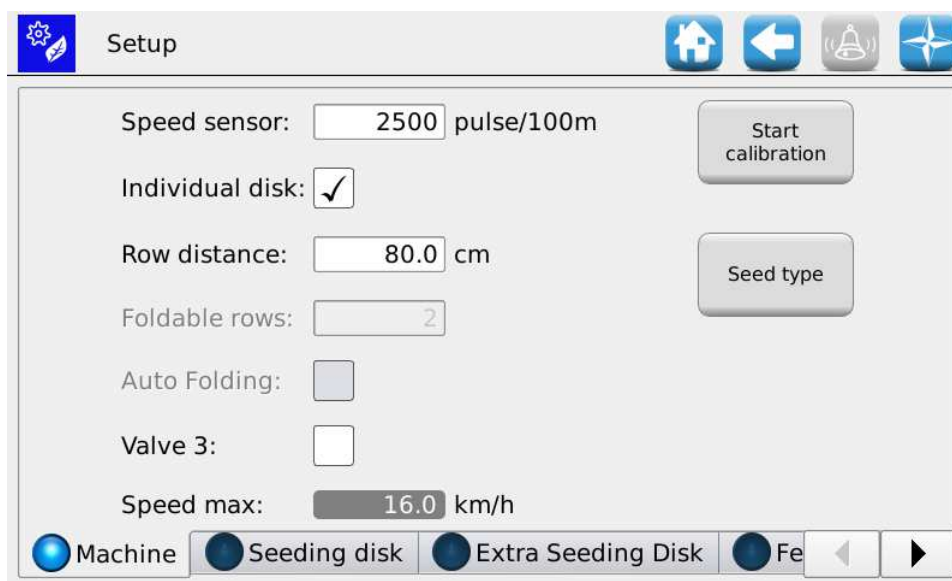 Setup
Speed sensor: 2500 pulse/100m
Start
calibration
Individual disk:
Row distance: 80.0 cm
Seed type
Foldable rows: 2
Auto Folding:
Valve 3:
Speed max: 16.0 km/h
Machine Seeding disk Extra Seeding Disk Fe